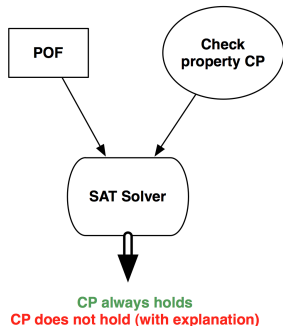 POF
Check
property CP
SAT Solver
CP always holds
CP does not hold (with explanation)